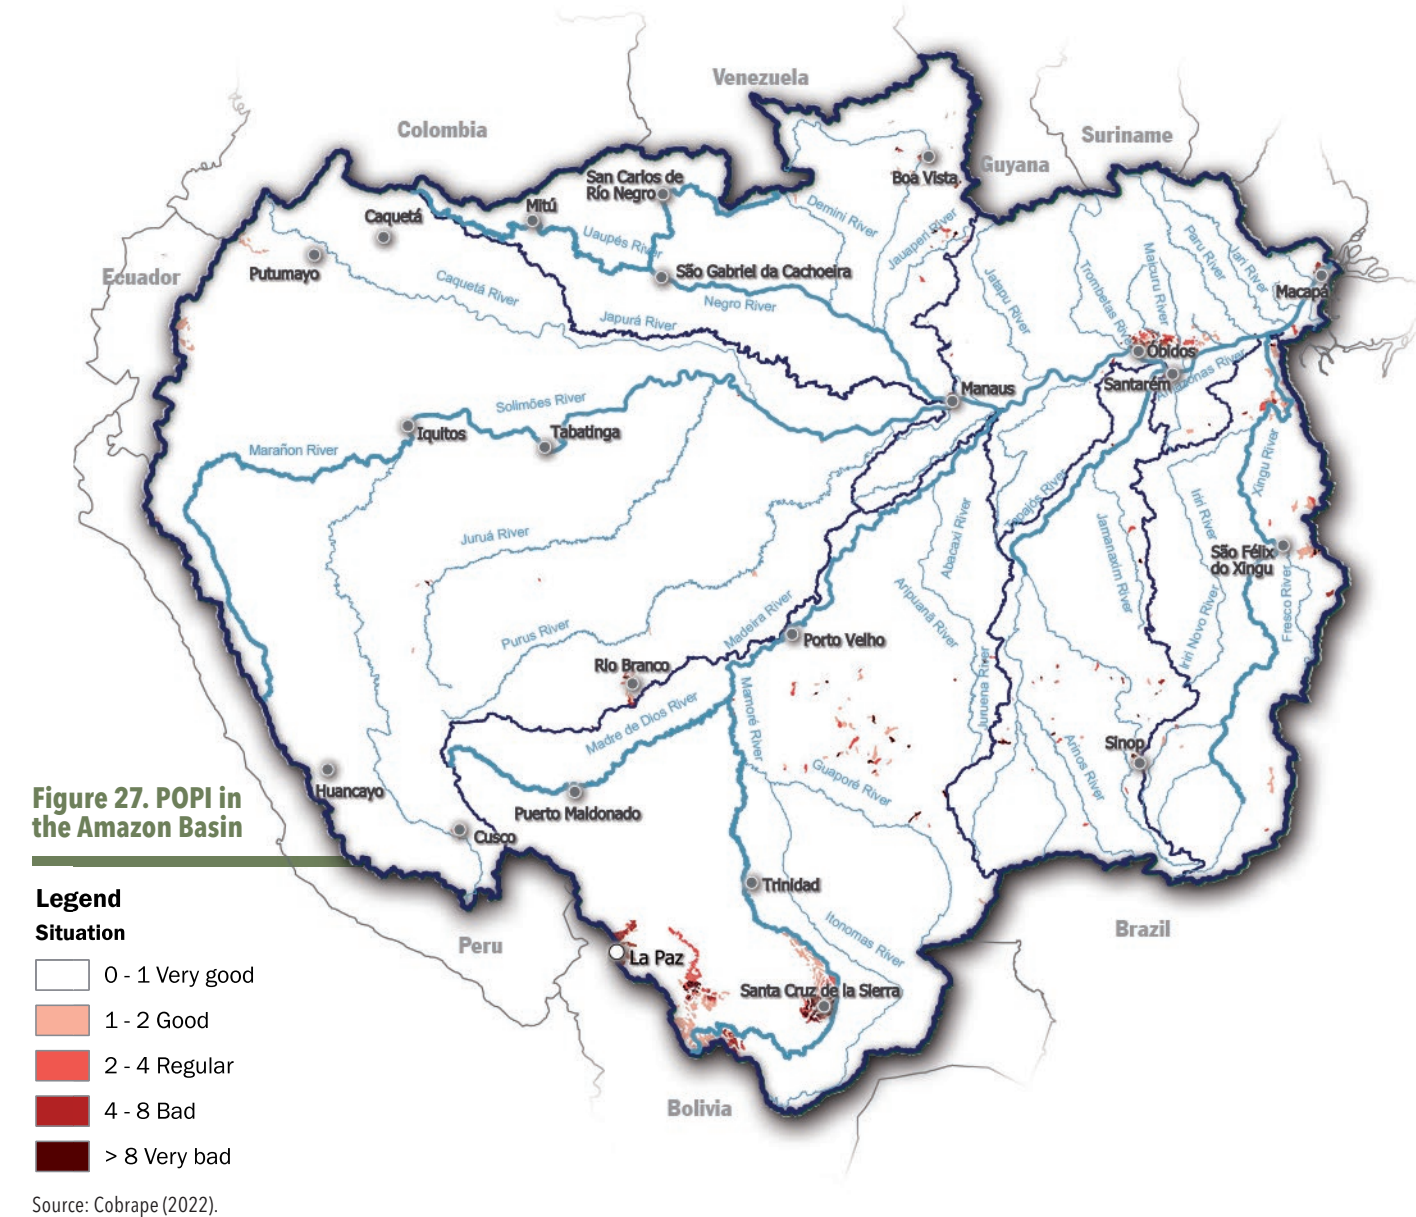 Venezuela
Colombia
Suriname
Guyana
Ecuador
San Carlos de
Río Negro
Boa Vista
Mitú
Caquetá
Demini River
Jauaperi River
Uaupés River
Putumayo
São Gabriel da Cachoeira
Caquetá River
Negro River
Japurá River
Jatapu River
Trombetas River
Maicuru River
Paru River
Jari River
Macapá
Óbidos
Santarém
Amazonas River
Manaus
Solimões River
Iquitos
Tabatinga
Marañon River
Xingu River
Tapajós River
Iriri River
Juruá River
Abacaxi River
Jamanaxim River
São Félix
do Xingu
Fresco River
Aripuanã River
Iriri Novo River
Purus River
Madeira River
Porto Velho
Rio Branco
Juruena River
Madre de Dios River
Mamoré River
Sinop
Arinos River
Guaporé River
Huancayo
Puerto Maldonado
Cusco
Figure 27. POPI in
the Amazon Basin
Trinidad
Itonomas River
Brazil
Peru
La Paz
Santa Cruz de la Sierra
Bolivia
Legend
Situation
0 - 1 Very good
1 - 2 Good
2 - 4 Regular
4 - 8 Bad
> 8 Very bad
Source: Cobrape (2022).